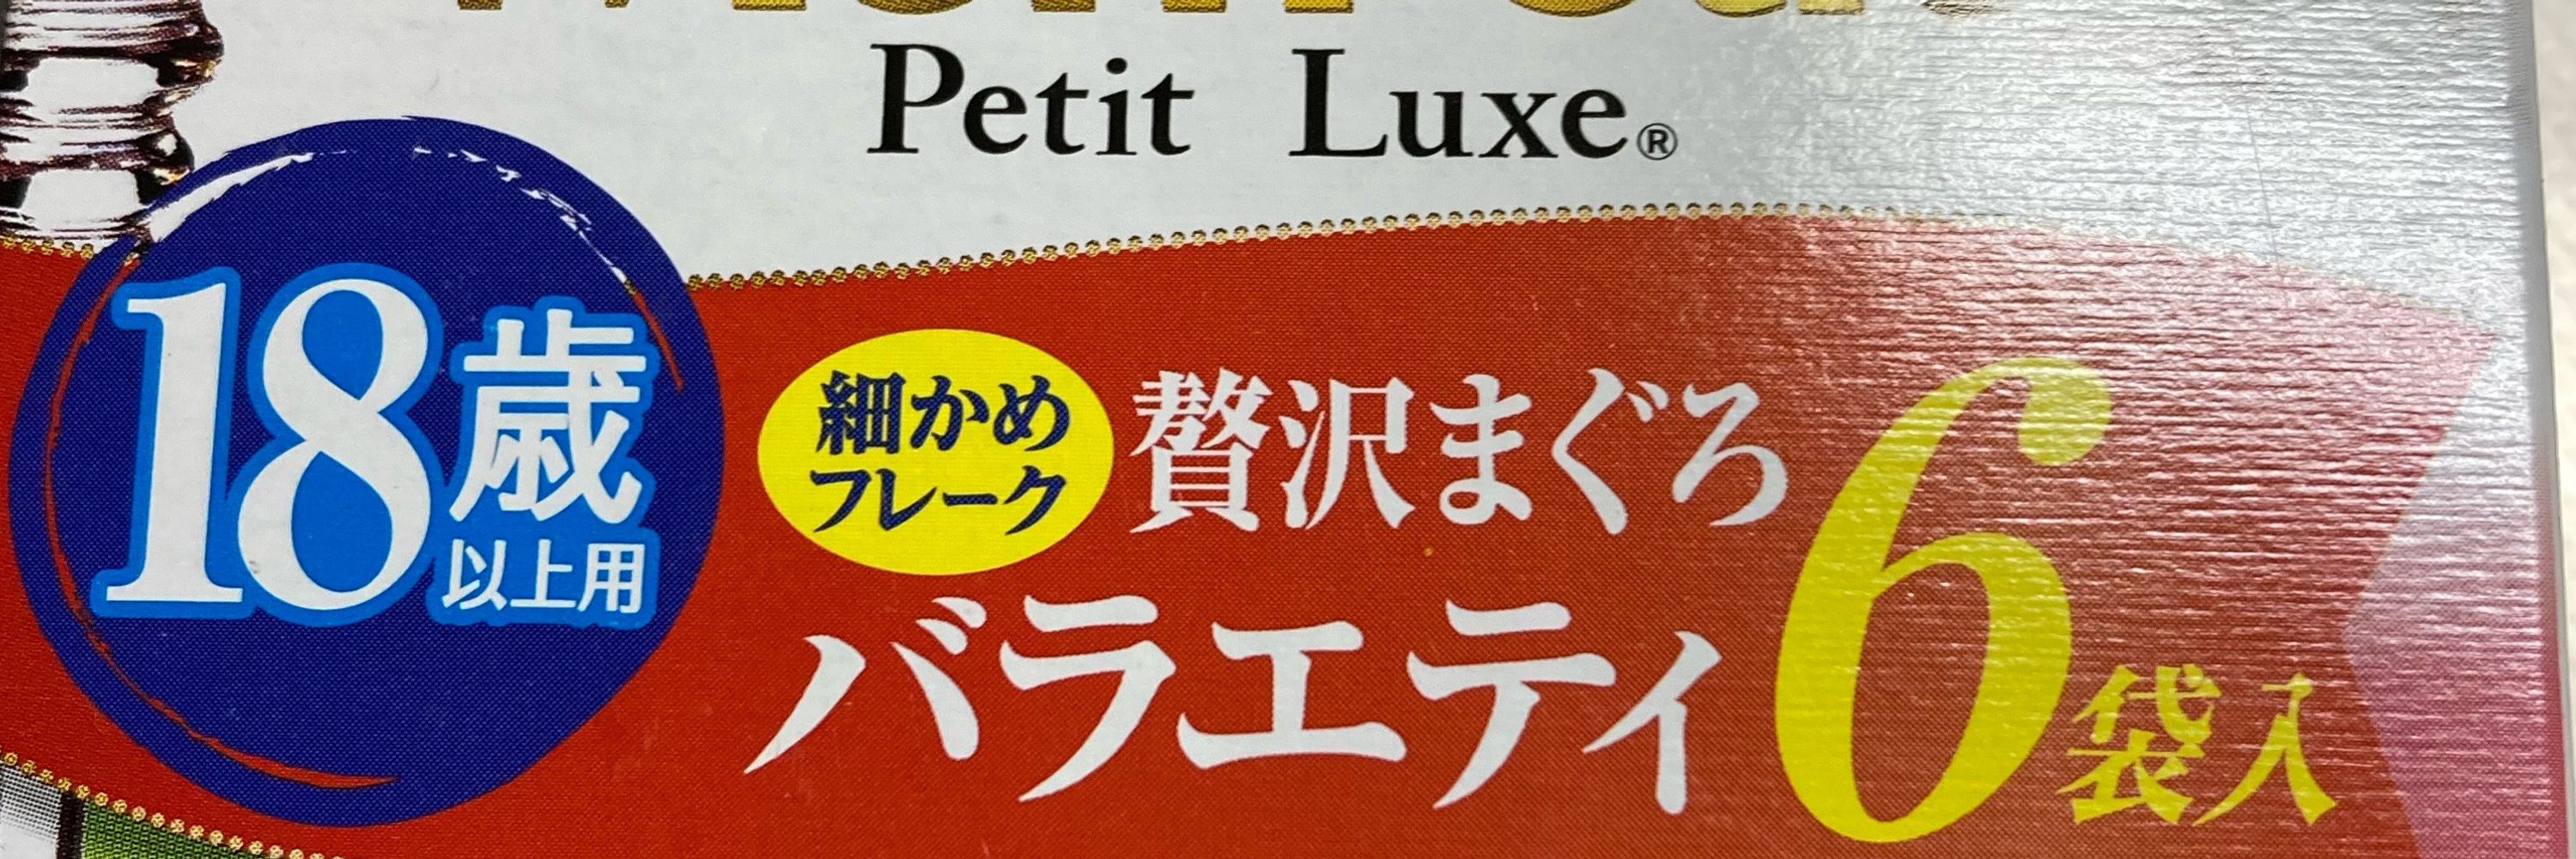 Petit Luxe®
18歳
以上用
細かめ
フレーク
贅沢まぐろ
バラエティ
6袋入